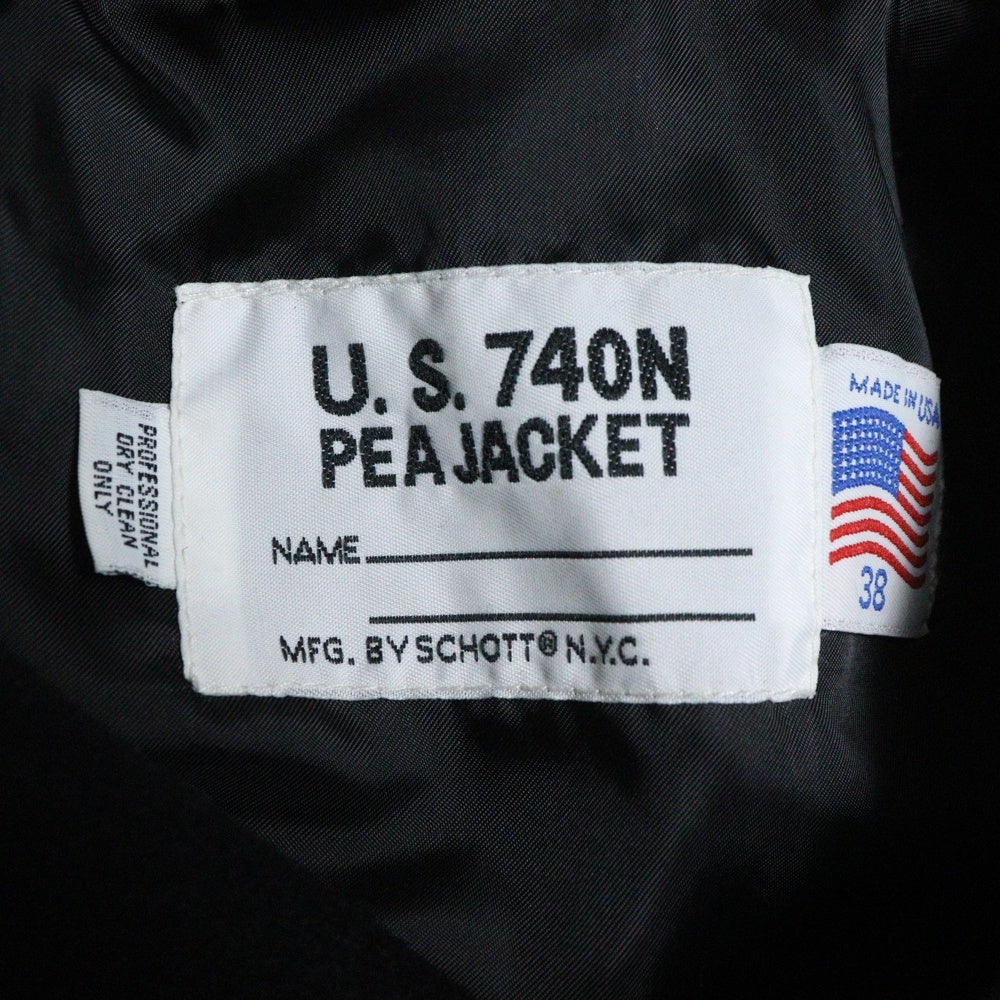 U. S. 740N
PEA JACKET
NAME
MFG. BY SCHOTT® N.Y.C.
PROFESSIONAL
DRY CLEAN
ONLY
MADE IN USA
38